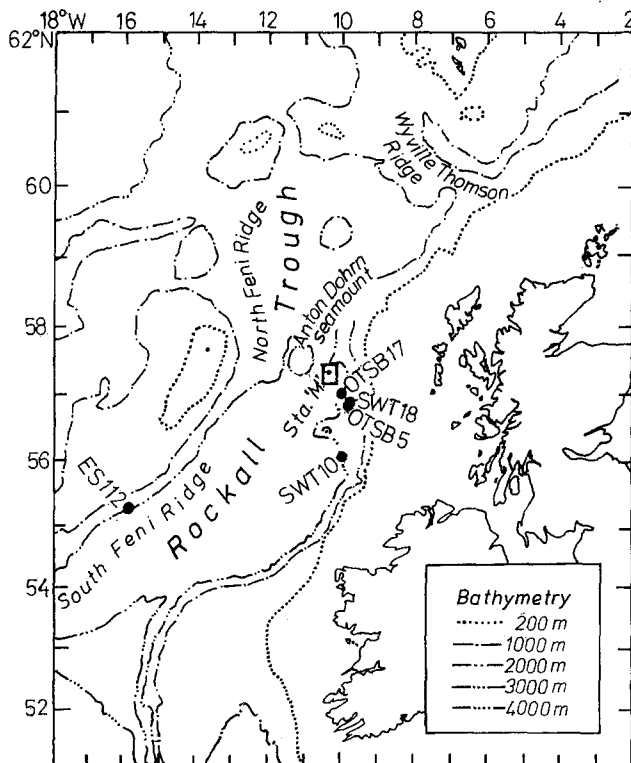 18°W 16 14 12 10 8 6 4 2
62°N
60
58
56
54
52
Wyville Thomson
Ridge
North Feni Ridge
Trough
Anton Dohrn
seamount
Sta.'M'
OTSB17
SWT18
OTSB5
SWT10
ES112
South Feni Ridge
Rockall
Bathymetry
200 m
1000 m
2000 m
3000 m
4000 m